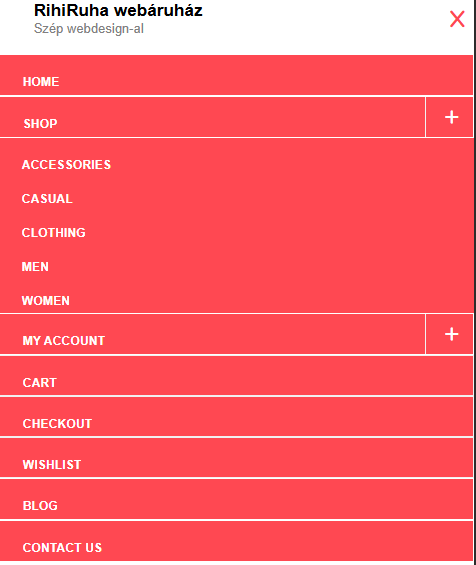 RihiRuha webáruház
Szép webdesign-al
HOME
SHOP
+
ACCESSORIES
CASUAL
CLOTHING
MEN
WOMEN
MY ACCOUNT
+
CART
CHECKOUT
WISHLIST
BLOG
CONTACT US